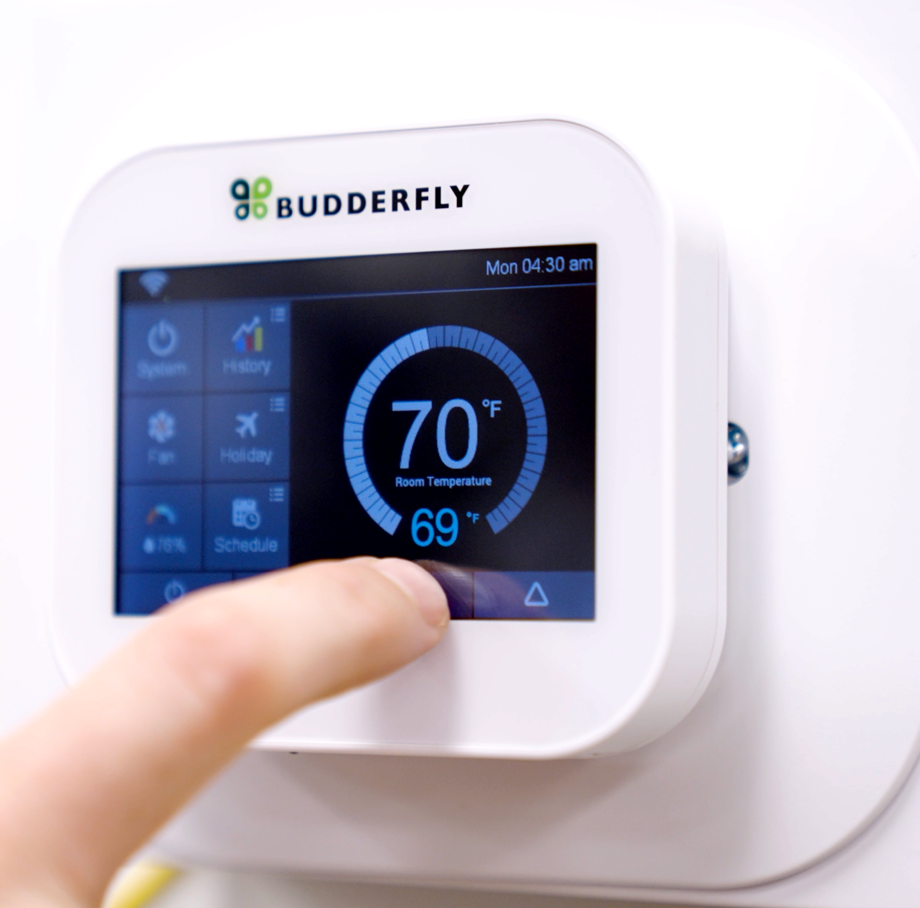 BUDDERFLY
Mon 04:30 am
System
History
Fan
Holiday
76%
Schedule
70 °F
Room Temperature
69 °F